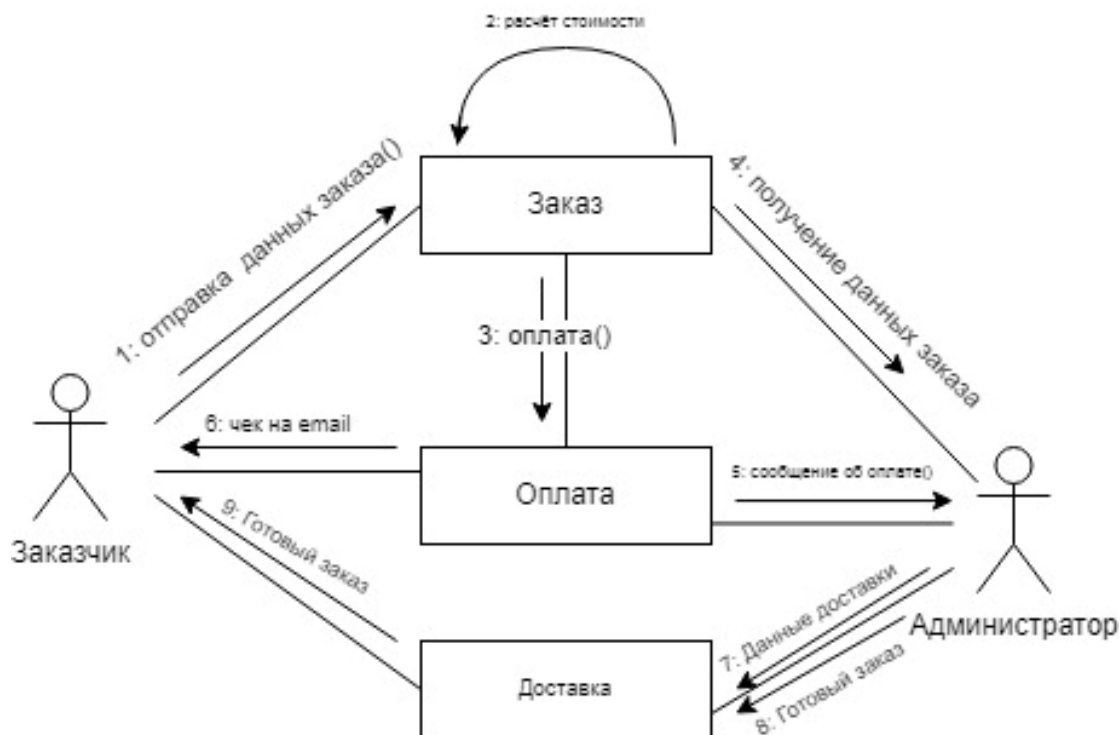 2: расчёт стоимости
1: отправка данных заказа()
Заказ
4: получение данных заказа
3: оплата()
6: чек на email
Оплата
5: сообщение об оплате()
Заказчик
9: Готовый заказ
Администратор
7: Данные доставки
Доставка
8: Готовый заказ